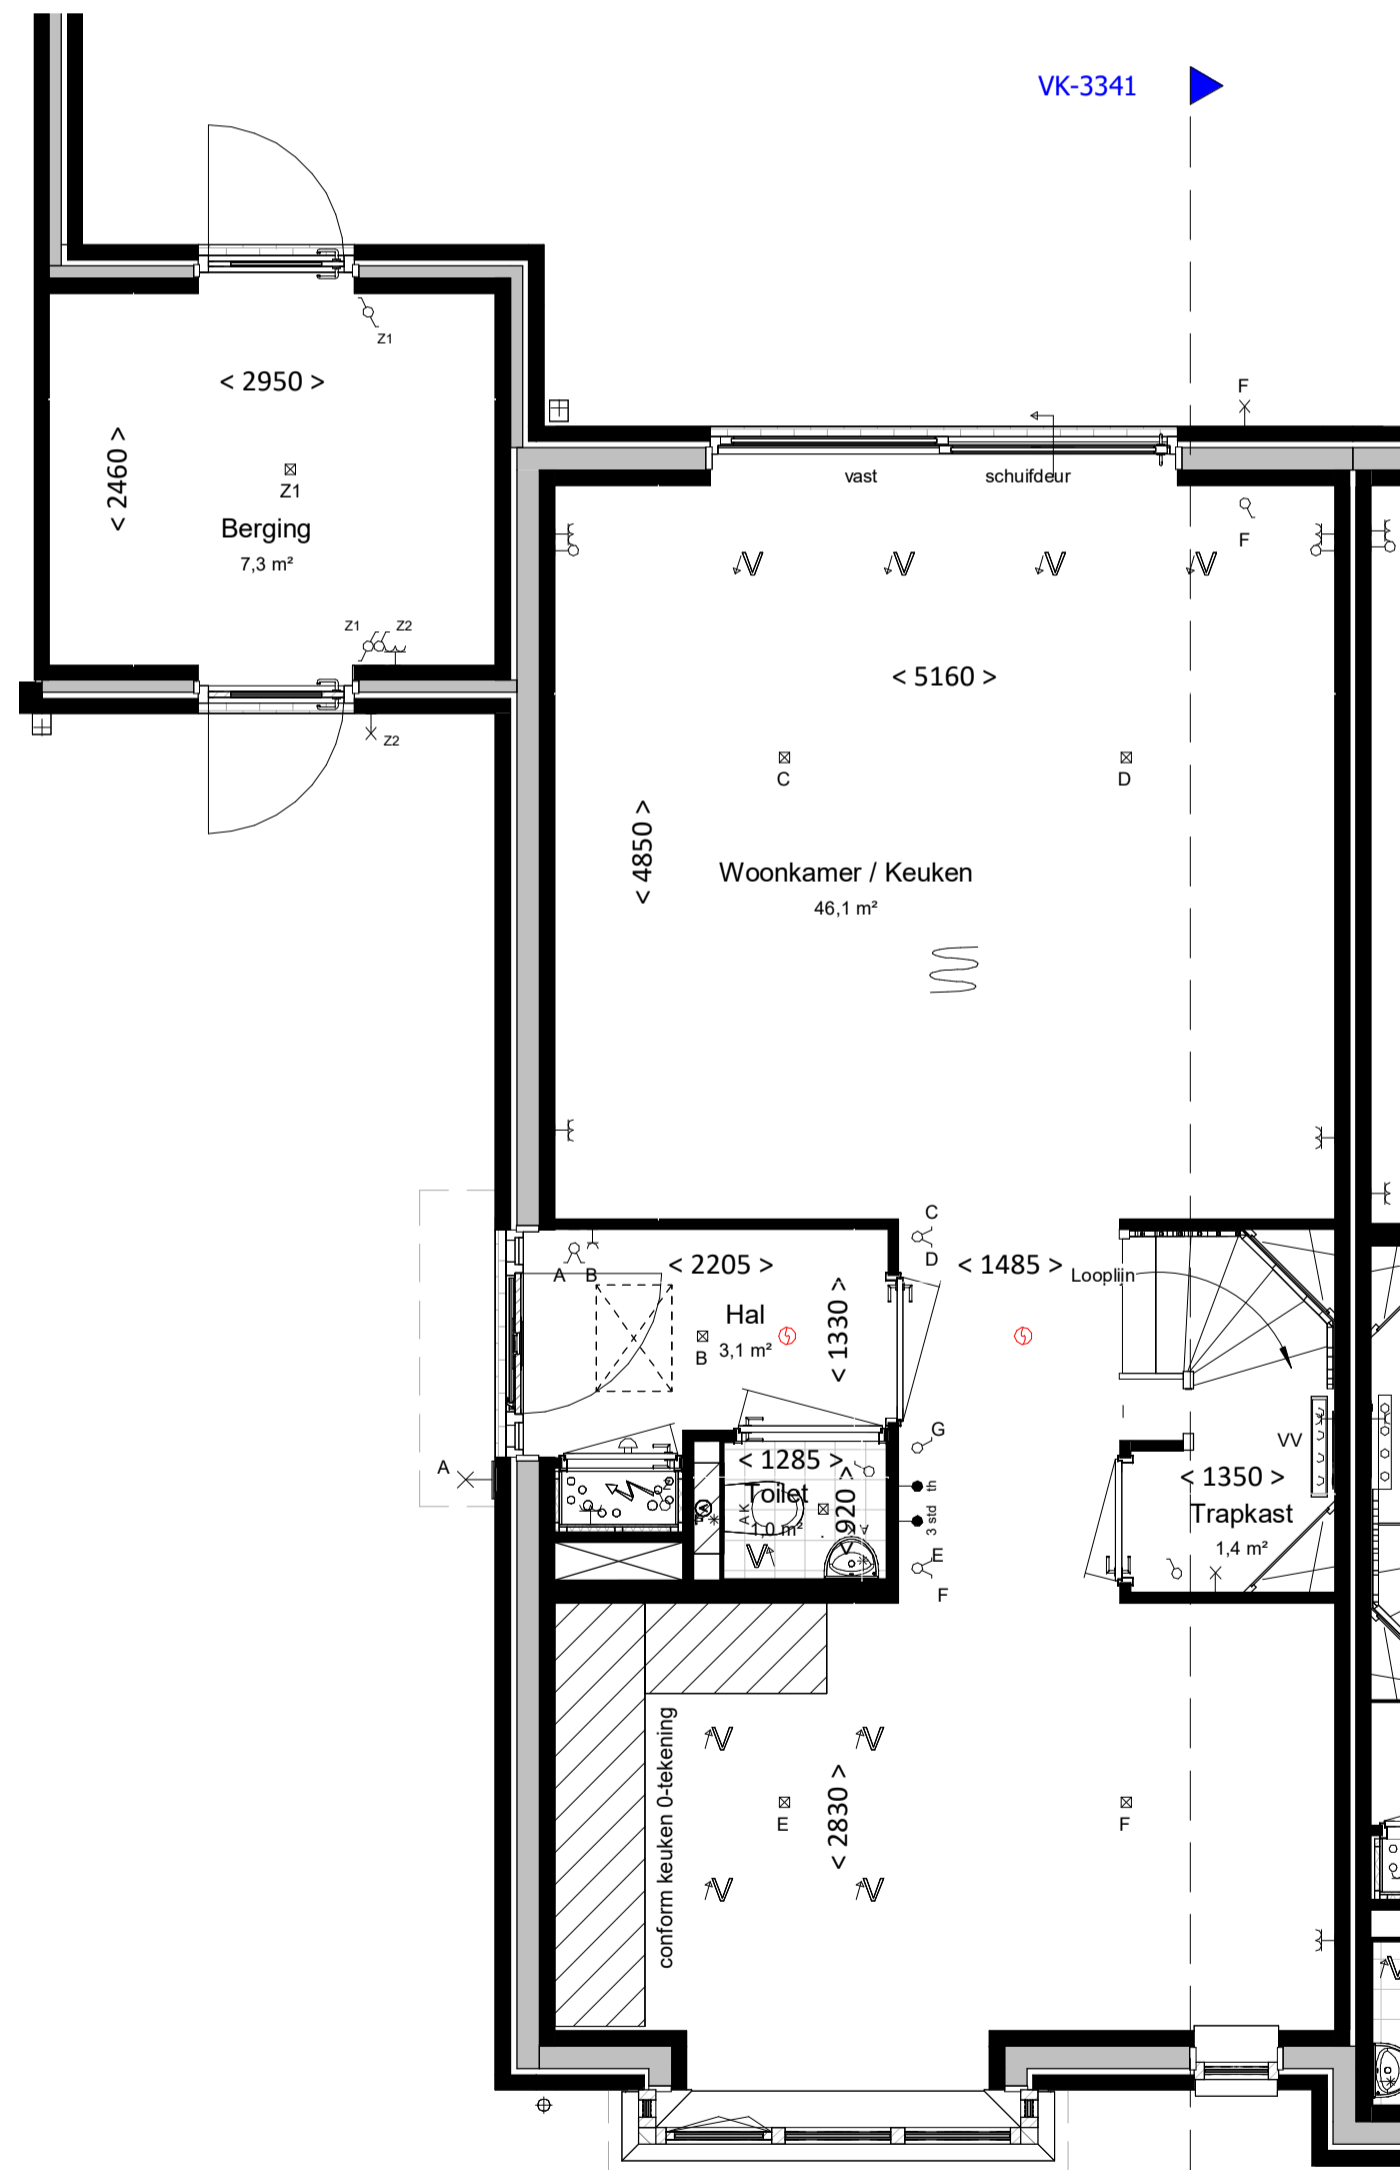 VK-3341
Z1
< 2950 >
< 2460 >
Z1
Berging
7,3 m²
Z1 Z2
Z2
F
vast
schuifdeur
F
V V V V
< 5160 >
C
D
< 4850 >
Woonkamer / Keuken
46,1 m²
C
D
A B
< 2205 >
< 1485 >
Looplijn
Hal
3,1 m²
B
< 1330 >
A
G
VV
< 1285 >
Toilet
1,0 m²
< 920 >
AK
V
th
3 std
E
F
< 1350 >
Trapkast
1,4 m²
conform keuken 0-tekening
V V
< 2830 >
E
F
V V
V